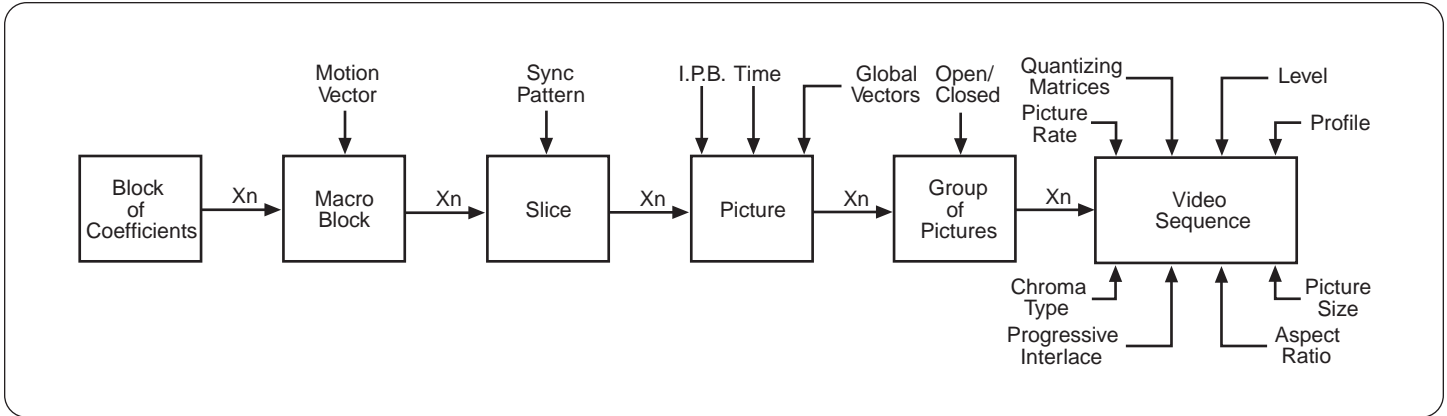 Motion
Vector
Sync
Pattern
I.P.B. Time
Global
Vectors
Open/
Closed
Quantizing
Matrices
Picture
Rate
Level
Profile
Block
of
Coefficients
Xn
Macro
Block
Xn
Slice
Xn
Picture
Xn
Group
of
Pictures
Xn
Video
Sequence
Chroma
Type
Progressive
Interlace
Aspect
Ratio
Picture
Size